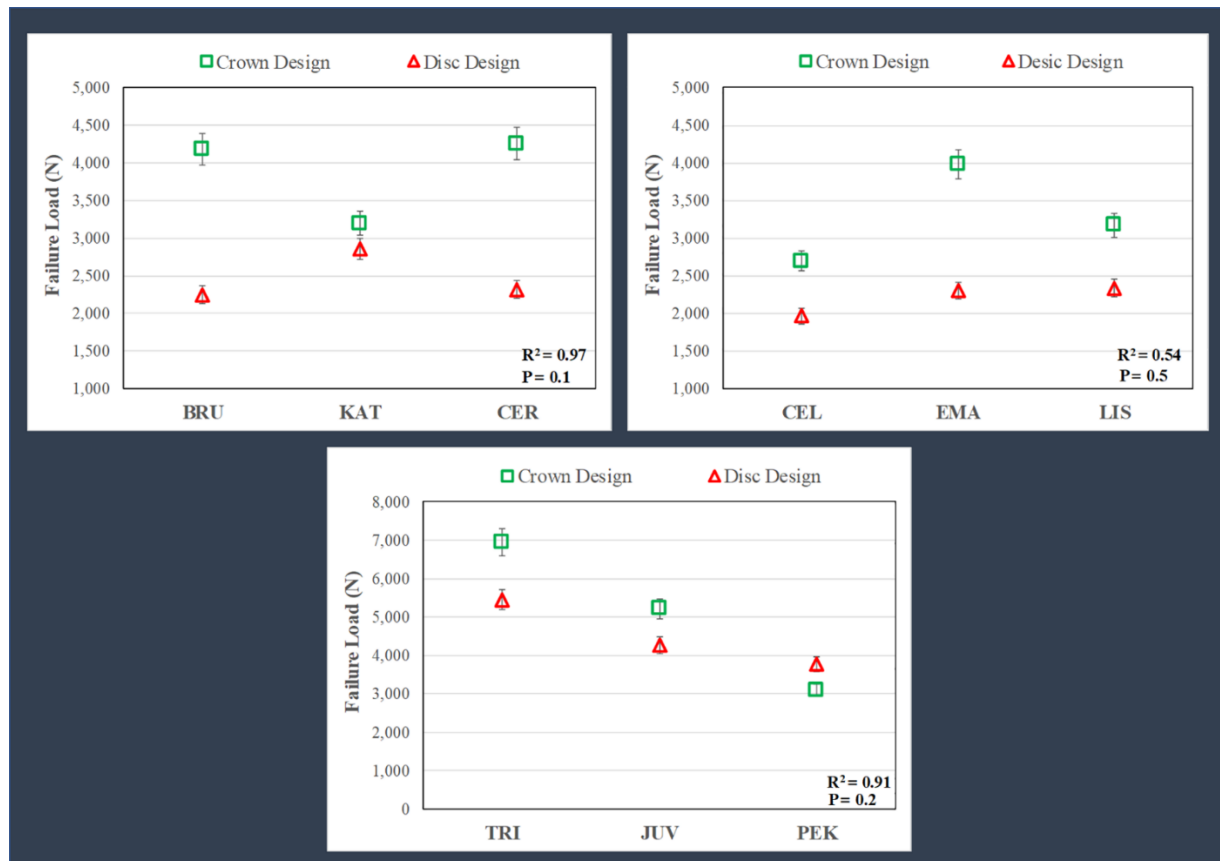 Crown Design Disc Design
5,000
4,500
4,000
3,500
3,000
2,500
2,000
1,500
1,000
Failure Load (N)
R² = 0.97
P = 0.1
BRU KAT CER
Crown Design Desic Design
5,000
4,500
4,000
3,500
3,000
2,500
2,000
1,500
1,000
Failure Load (N)
R² = 0.54
P = 0.5
CEL EMA LIS
Crown Design Disc Design
8,000
7,000
6,000
5,000
4,000
3,000
2,000
1,000
0
Failure Load (N)
R² = 0.91
P = 0.2
TRI JUV PEK